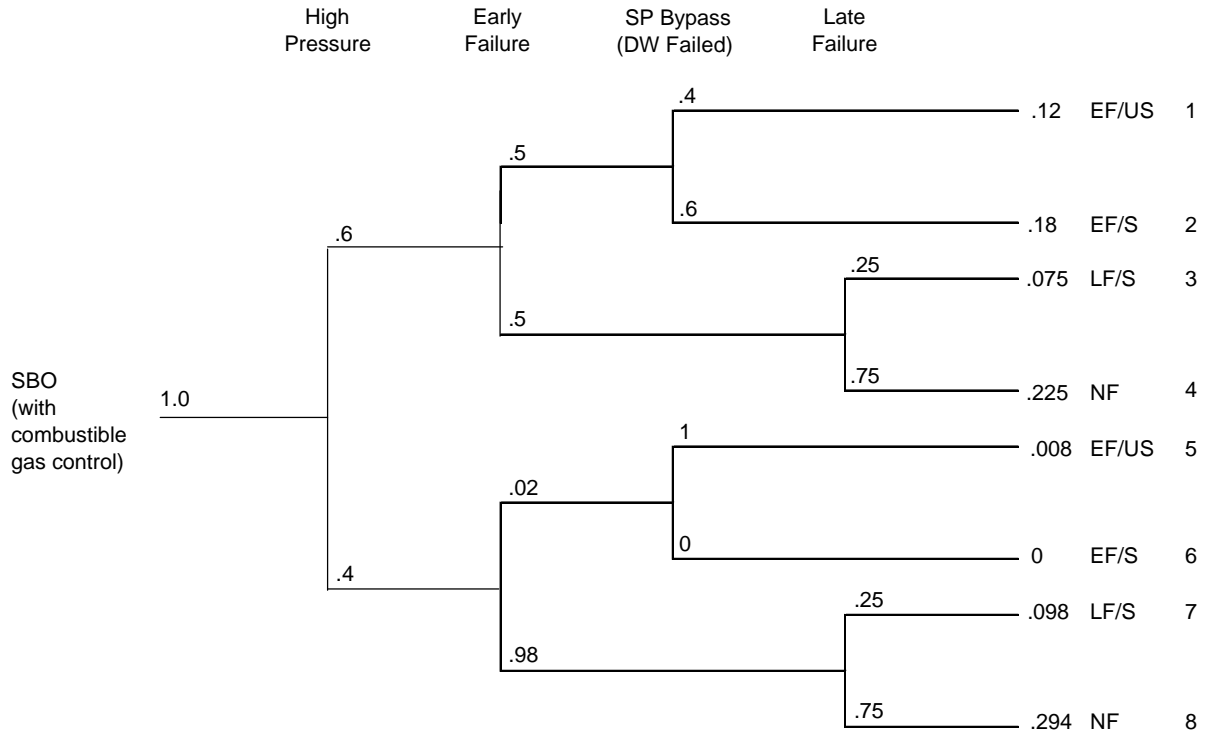 High Pressure
Early Failure
SP Bypass (DW Failed)
Late Failure
.4
.12 EF/US 1
.5
.6
.18 EF/S 2
.6
.25
.075 LF/S 3
.5
.75
.225 NF 4
SBO
(with
combustible
gas control)
1.0
1
.008 EF/US 5
.02
0
0 EF/S 6
.4
.25
.098 LF/S 7
.98
.75
.294 NF 8